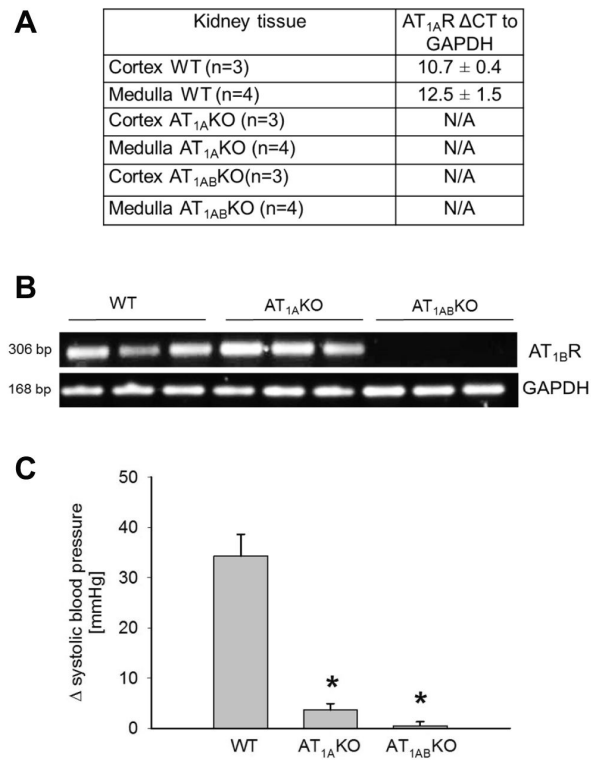 A
Kidney tissue
AT1AR ΔCT to GAPDH
Cortex WT (n=3)
10.7 ± 0.4
Medulla WT (n=4)
12.5 ± 1.5
Cortex AT1AKO (n=3)
N/A
Medulla AT1AKO (n=4)
N/A
Cortex AT1ABKO(n=3)
N/A
Medulla AT1ABKO (n=4)
N/A
B
WT
AT1AKO
AT1ABKO
306 bp
AT1BR
168 bp
GAPDH
C
Δ systolic blood pressure
[mmHg]
50
40
30
20
10
0
*
*
WT
AT1AKO
AT1ABKO